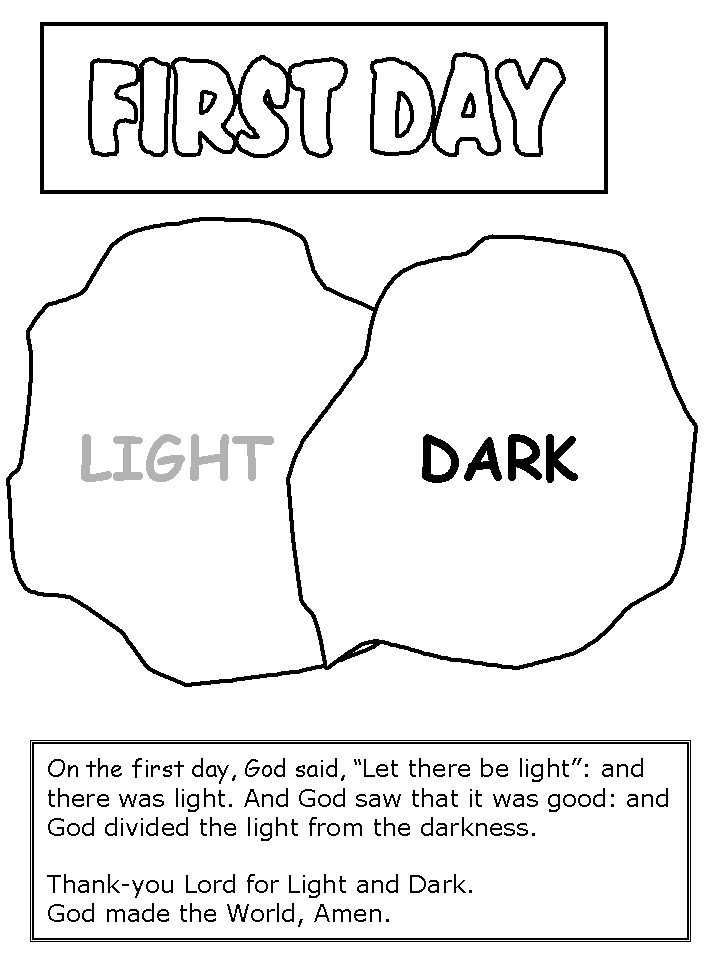 FIRST DAY
LIGHT
DARK
On the first day, God said, “Let there be light”: and
there was light. And God saw that it was good: and
God divided the light from the darkness.
Thank-you Lord for Light and Dark.
God made the World, Amen.